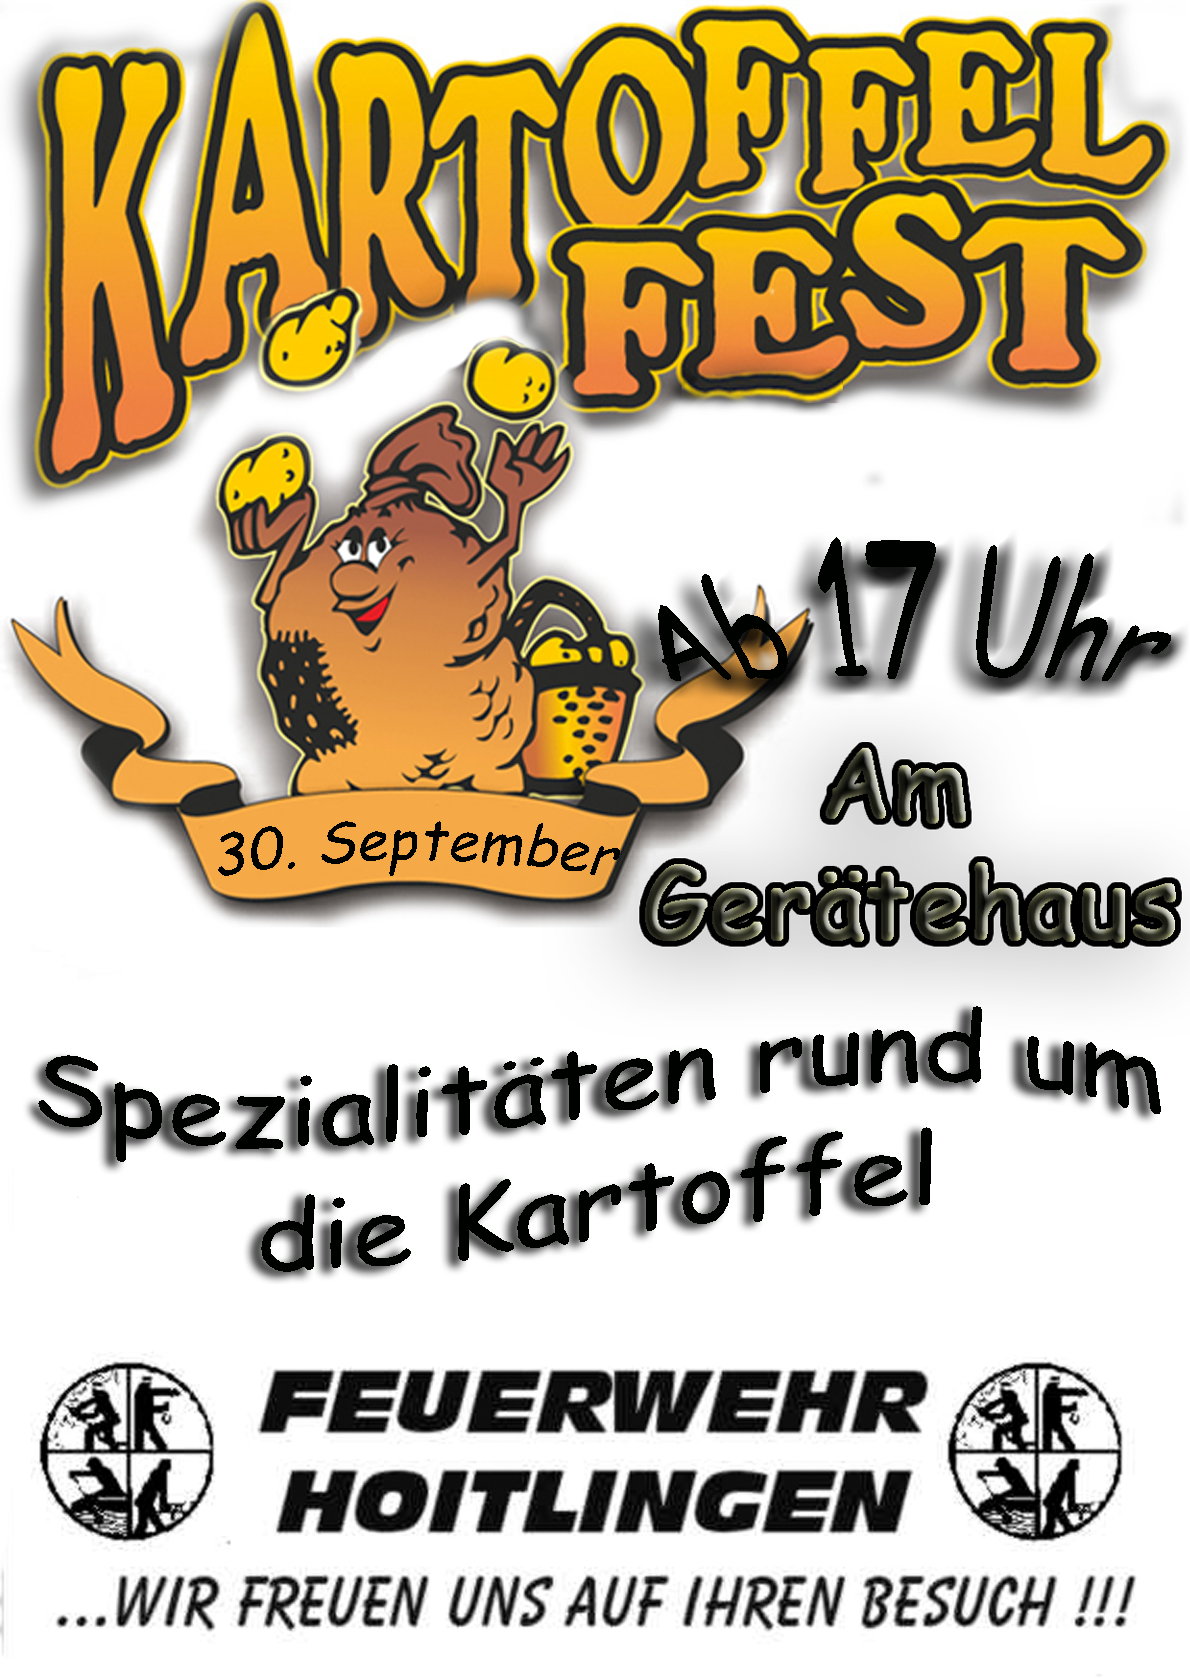 KARTOFFEL
FEST
Ab 17 Uhr
Am
Gerätehaus
30. September
Spezialitäten rund um
die Kartoffel
FEUERWEHR
HOITLINGEN
...WIR FREUEN UNS AUF IHREN BESUCH !!!